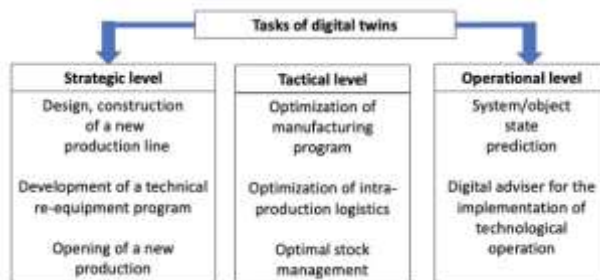 Tasks of digital twins
Strategic level
Design, construction
of a new
production line
Development of a technical
re-equipment program
Opening of a new
production
Tactical level
Optimization of
manufacturing
program
Optimization of intra-
production logistics
Optimal stock
management
Operational level
System/object
state
prediction
Digital adviser for the
implementation of
technological
operation